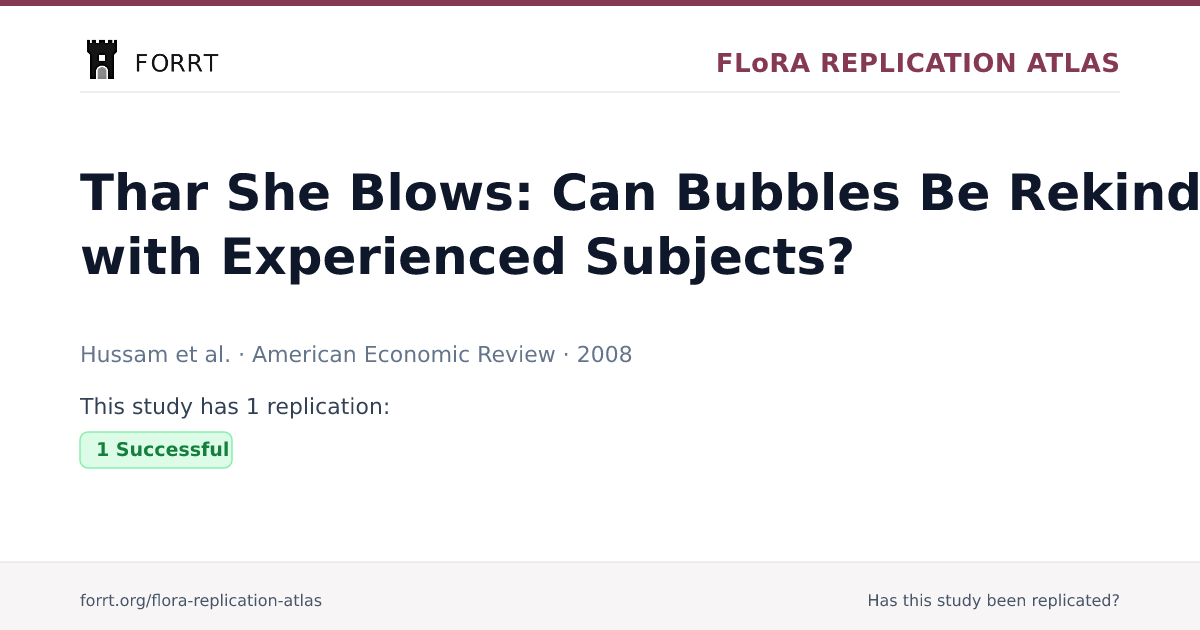 FORRT
FLoRA REPLICATION ATLAS
Thar She Blows: Can Bubbles Be Rekind
with Experienced Subjects?
Hussam et al. · American Economic Review · 2008
This study has 1 replication:
1 Successful
forrt.org/flora-replication-atlas
Has this study been replicated?